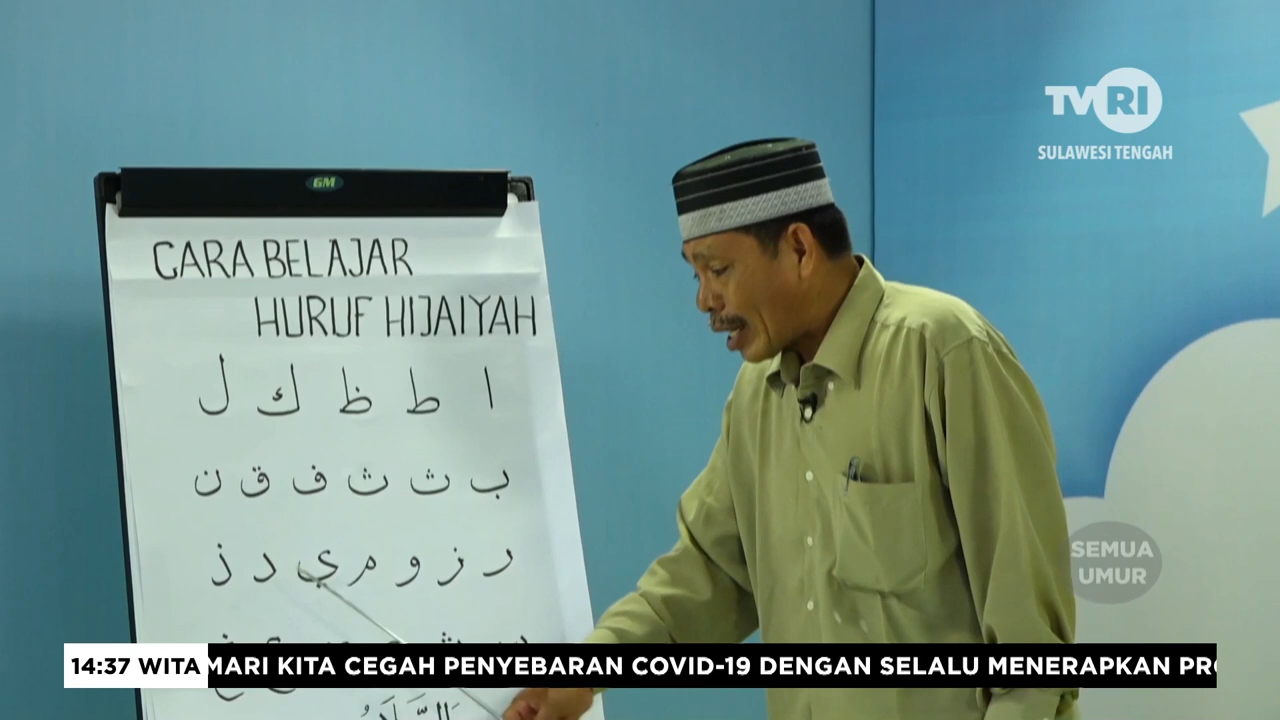 TVRI
SULAWESI TENGAH
GM
CARA BELAJAR
HURUF HIJAIYAH
ا ط ظ ك ل
ب ث ث ف ق ن
ر ز و م ي د ذ
SEMUA
UMUR
14:37 WITA MARI KITA CEGAH PENYEBARAN COVID-19 DENGAN SELALU MENERAPKAN